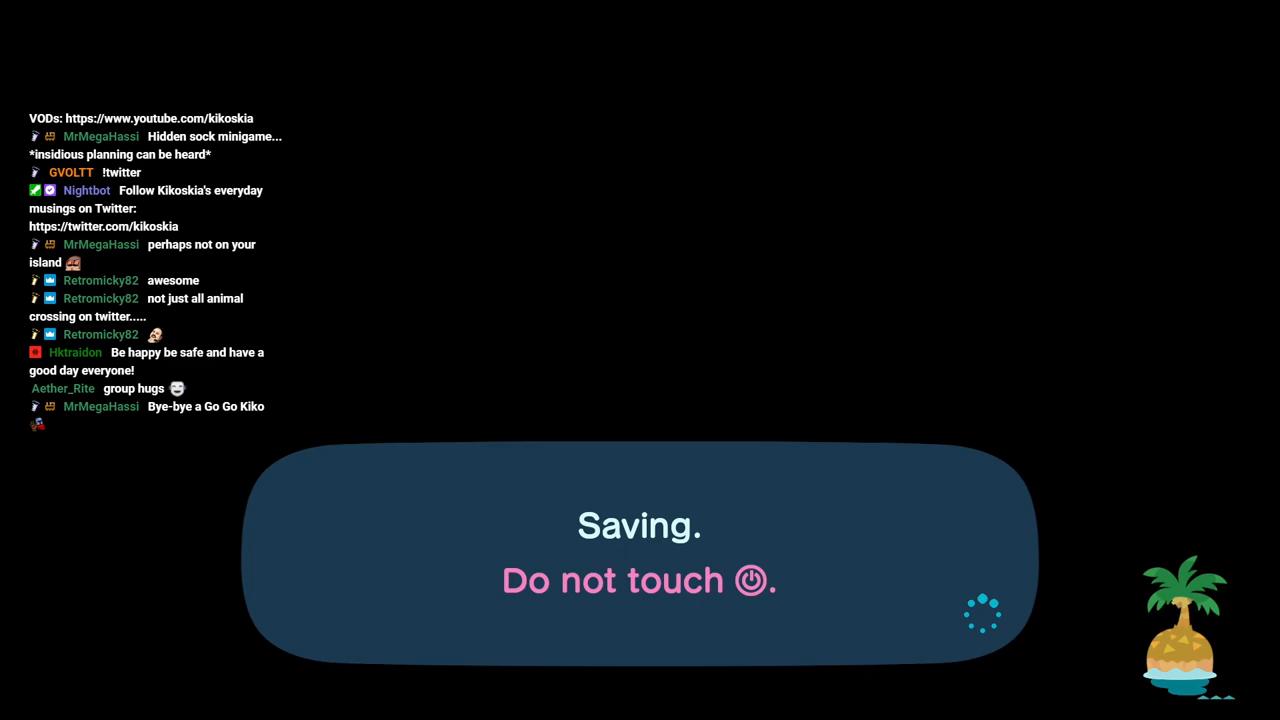 VODs: https://www.youtube.com/kikoskia
MrMegaHassi Hidden sock minigame...
*insidious planning can be heard*
GVOLTT !twitter
Nightbot Follow Kikoskia's everyday
musings on Twitter:
https://twitter.com/kikoskia
MrMegaHassi perhaps not on your
island
Retromicky82 awesome
Retromicky82 not just all animal
crossing on twitter.....
Retromicky82
Hktraidon Be happy be safe and have a
good day everyone!
Aether_Rite group hugs
MrMegaHassi Bye-bye a Go Go Kiko
Saving.
Do not touch ⏻.